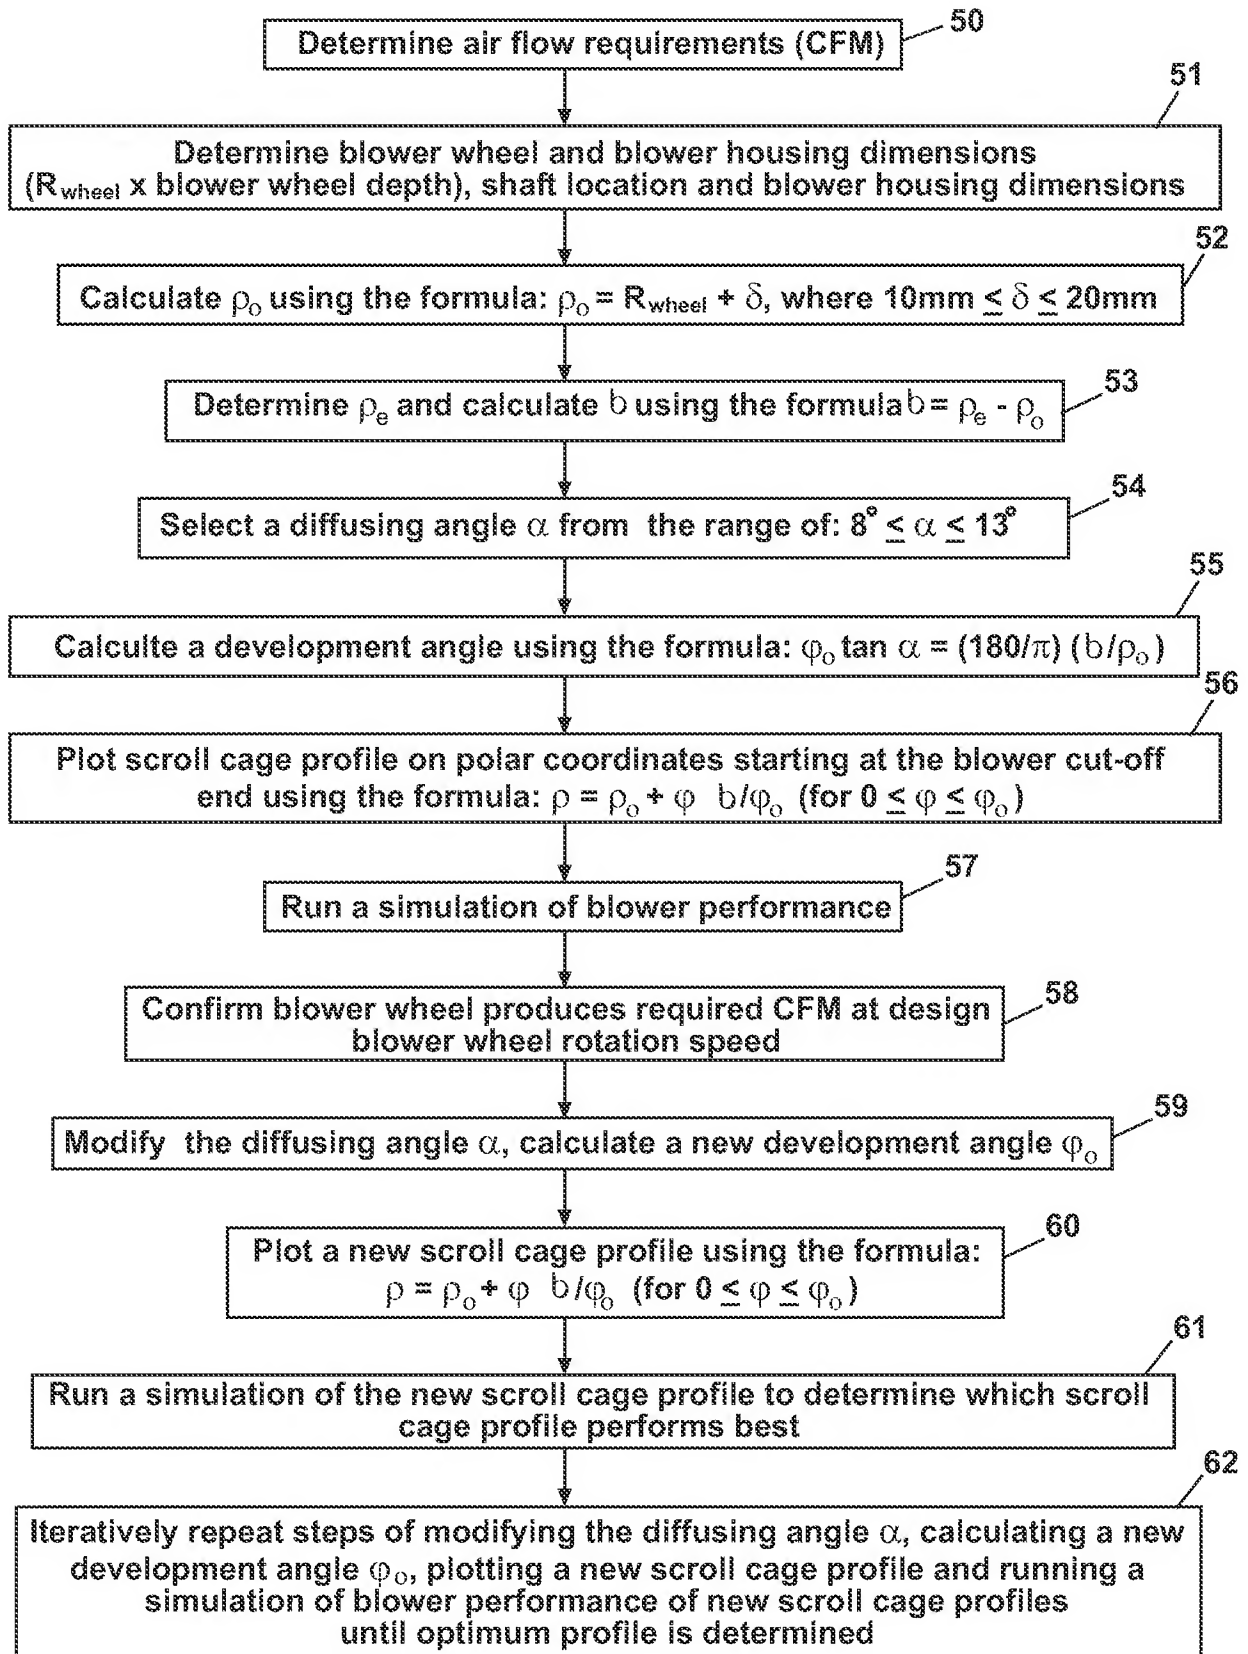 50
Determine air flow requirements (CFM)
51
Determine blower wheel and blower housing dimensions
(Rwheel x blower wheel depth), shaft location and blower housing dimensions
52
Calculate ρo using the formula: ρo = Rwheel + δ, where 10mm ≤ δ ≤ 20mm
53
Determine ρe and calculate b using the formula b = ρe - ρo
54
Select a diffusing angle α from the range of: 8° ≤ α ≤ 13°
55
Calculte a development angle using the formula: φo tan α = (180/π) (b/ρo)
56
Plot scroll cage profile on polar coordinates starting at the blower cut-off
end using the formula: ρ = ρo + φ b/φo (for 0 ≤ φ ≤ φo)
57
Run a simulation of blower performance
58
Confirm blower wheel produces required CFM at design
blower wheel rotation speed
59
Modify the diffusing angle α, calculate a new development angle φo
60
Plot a new scroll cage profile using the formula:
ρ = ρo + φ b/φo (for 0 ≤ φ ≤ φo)
61
Run a simulation of the new scroll cage profile to determine which scroll
cage profile performs best
62
Iteratively repeat steps of modifying the diffusing angle α, calculating a new
development angle φo, plotting a new scroll cage profile and running a
simulation of blower performance of new scroll cage profiles
until optimum profile is determined